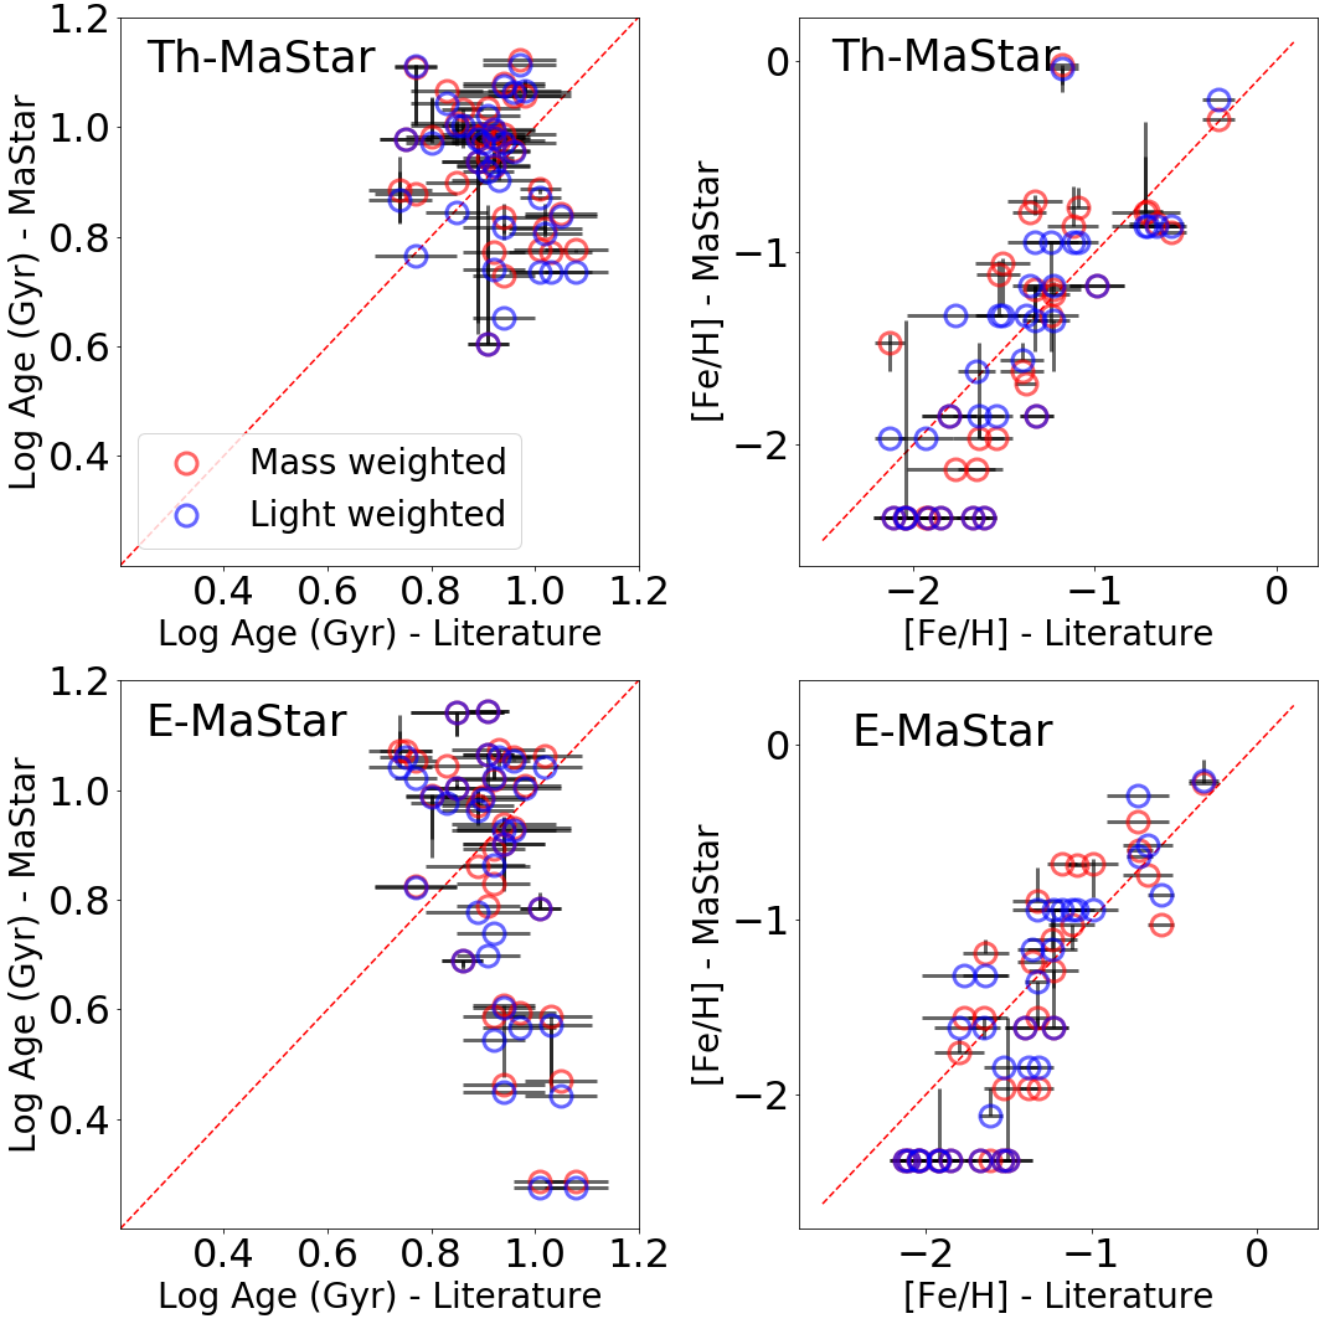 Th-MaStar
1.2
1.0
0.8
0.6
0.4
Log Age (Gyr) - MaStar
Mass weighted
Light weighted
0.4
0.6
0.8
1.0
1.2
Log Age (Gyr) - Literature
Th-MaStar
0
−1
−2
[Fe/H] - MaStar
−2
−1
0
[Fe/H] - Literature
E-MaStar
1.2
1.0
0.8
0.6
0.4
Log Age (Gyr) - MaStar
0.4
0.6
0.8
1.0
1.2
Log Age (Gyr) - Literature
E-MaStar
0
−1
−2
[Fe/H] - MaStar
−2
−1
0
[Fe/H] - Literature